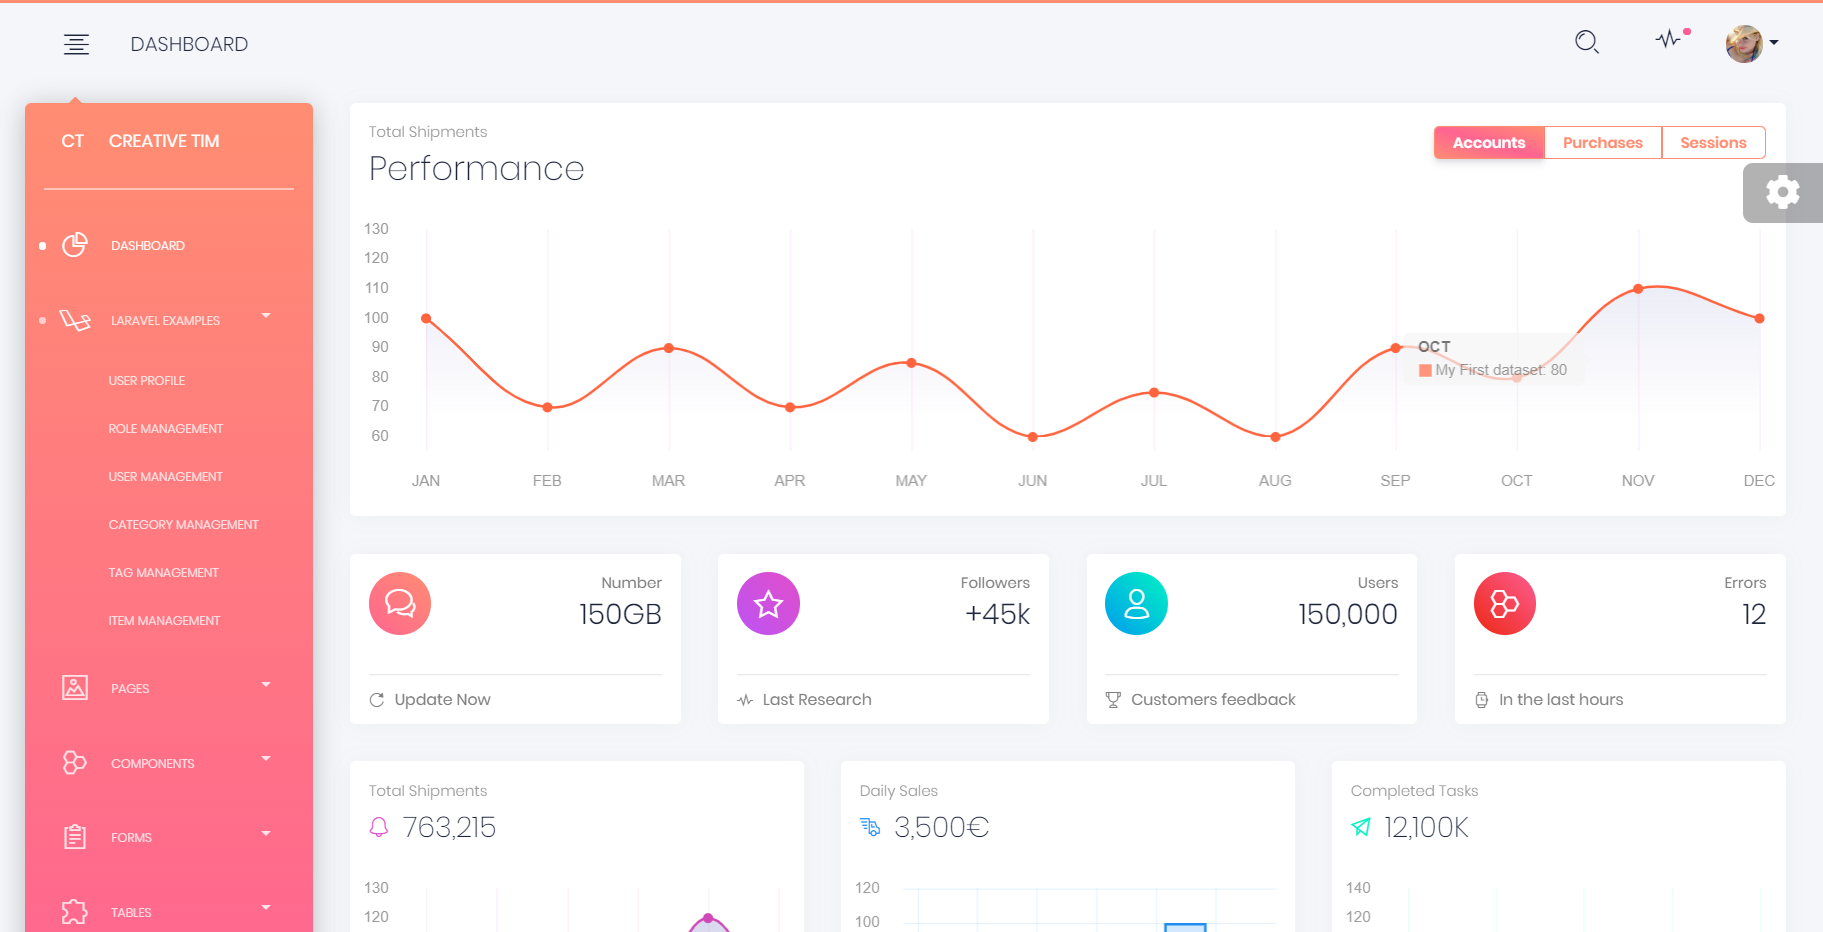 DASHBOARD
CT CREATIVE TIM
DASHBOARD
LARAVEL EXAMPLES
USER PROFILE
ROLE MANAGEMENT
USER MANAGEMENT
CATEGORY MANAGEMENT
TAG MANAGEMENT
ITEM MANAGEMENT
PAGES
COMPONENTS
FORMS
TABLES
Total Shipments
Performance
Accounts Purchases Sessions
130
120
110
100
90
80
70
60
OCT
My First dataset: 80
JAN FEB MAR APR MAY JUN JUL AUG SEP OCT NOV DEC
Number
150GB
Update Now
Followers
+45k
Last Research
Users
150,000
Customers feedback
Errors
12
In the last hours
Total Shipments
763,215
130
120
Daily Sales
3,500€
120
100
Completed Tasks
12,100K
140
120